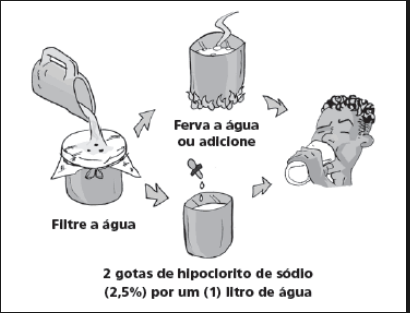 Ferva a água
ou adicione
Filtre a água
2 gotas de hipoclorito de sódio
(2,5%) por um (1) litro de água